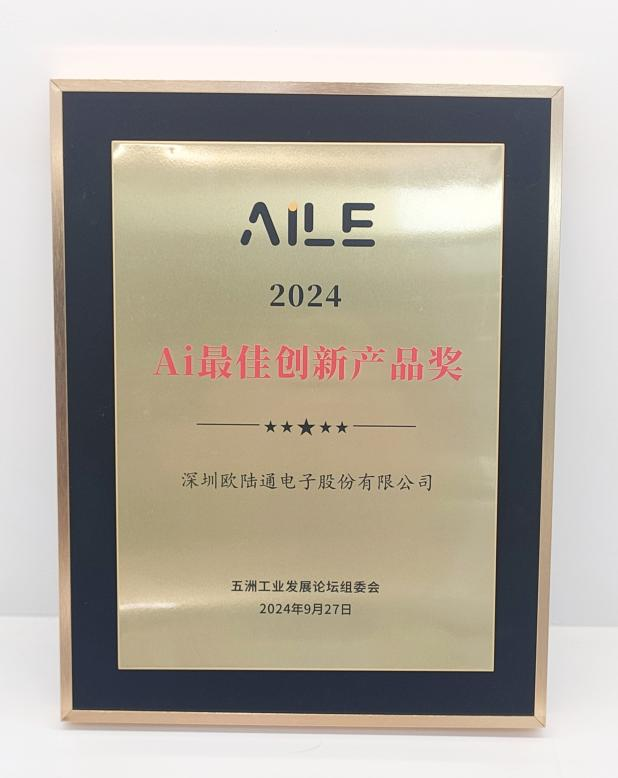 AiLE
2024
Ai最佳创新产品奖
深圳欧陆通电子股份有限公司
五洲工业发展论坛组委会
2024年9月27日